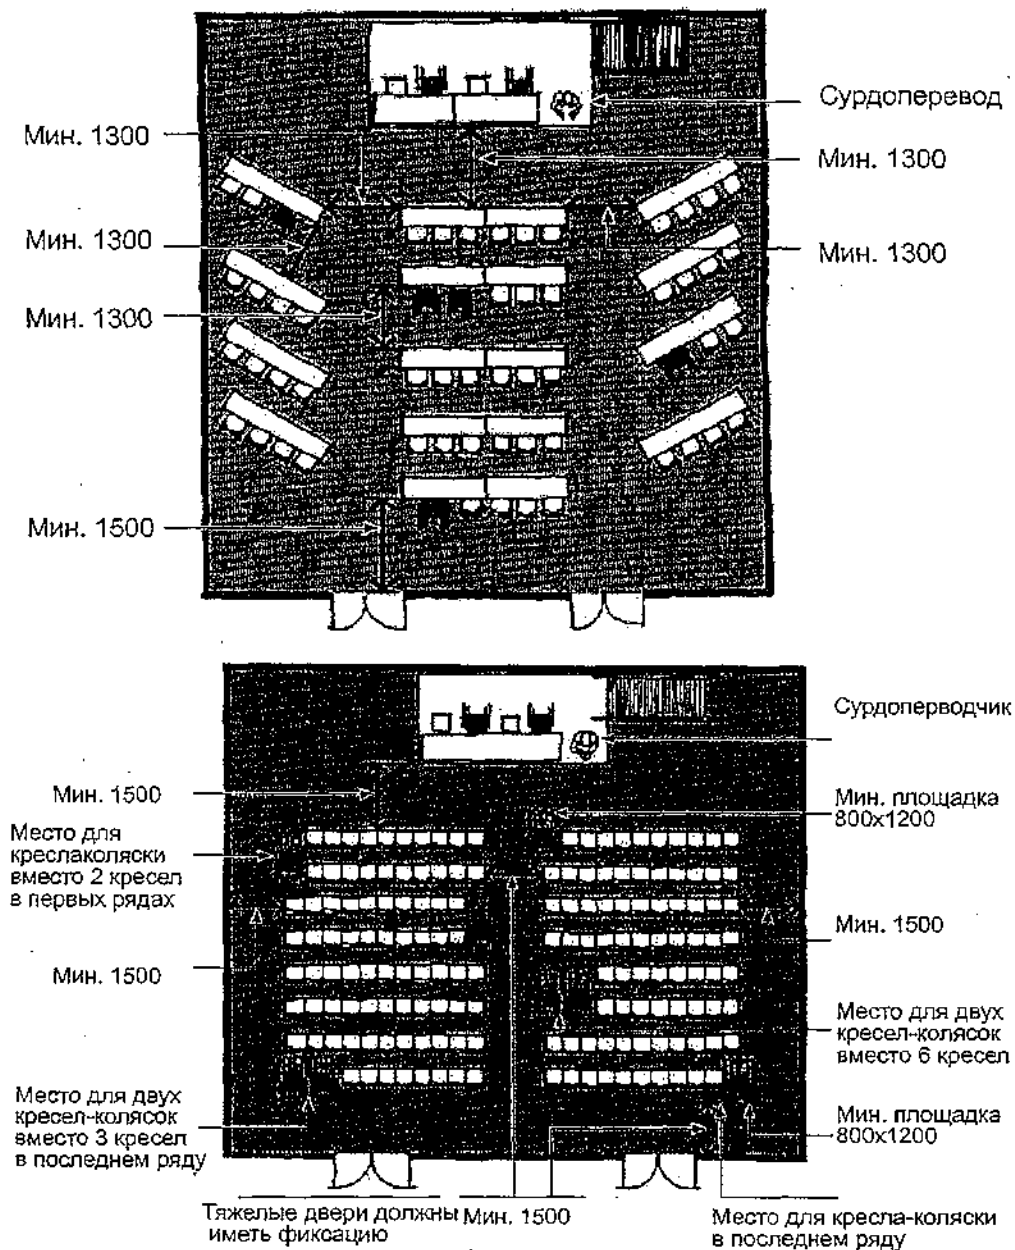 Сурдоперевод
Мин. 1300
Мин. 1300
Мин. 1300
Мин. 1300
Мин. 1300
Мин. 1500
Сурдоперводчик
Мин. 1500
Мин. площадка
800х1200
Место для
креслаколяски
вместо 2 кресел
в первых рядах
Мин. 1500
Мин. 1500
Место для двух
кресел-колясок
вместо 6 кресел
Место для двух
кресел-колясок
вместо 3 кресел
в последнем ряду
Мин. площадка
800х1200
Тяжелые двери должны
иметь фиксацию
Мин. 1500
Место для кресла-коляски
в последнем ряду